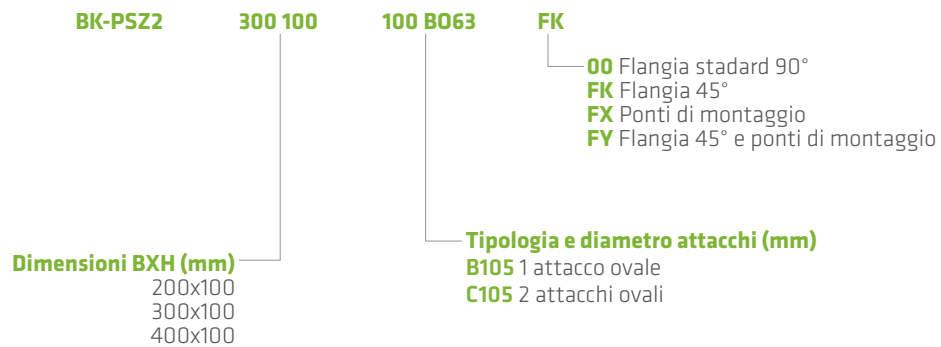 BK-PSZ2 300 100 100 BO63 FK
00 Flangia stadard 90°
FK Flangia 45°
FX Ponti di montaggio
FY Flangia 45° e ponti di montaggio
Tipologia e diametro attacchi (mm)
B105 1 attacco ovale
C105 2 attacchi ovali
Dimensioni BXH (mm)
200x100
300x100
400x100